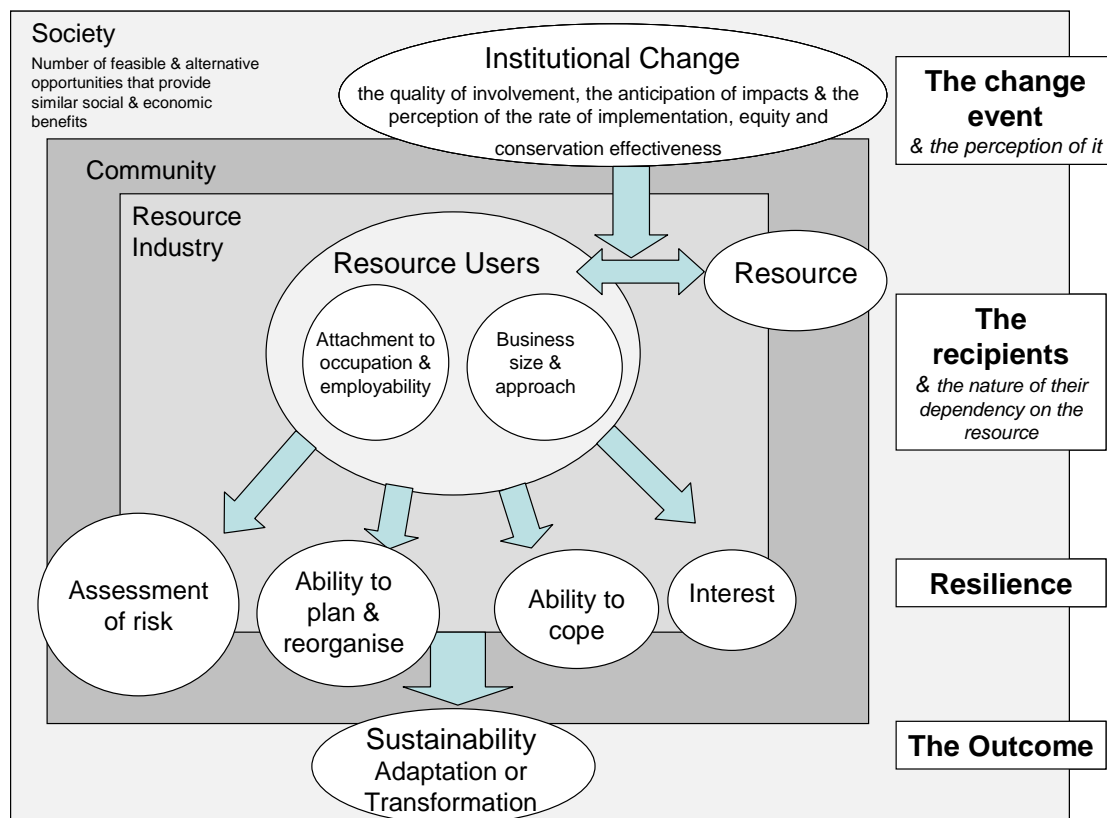 Society
Number of feasible & alternative
opportunities that provide
similar social & economic
benefits
Institutional Change
the quality of involvement, the anticipation of impacts & the
perception of the rate of implementation, equity and
conservation effectiveness
The change
event
& the perception of it
Community
Resource
Industry
Resource Users
Attachment to
occupation &
employability
Business
size &
approach
Resource
The
recipients
& the nature of their
dependency on the
resource
Assessment
of risk
Ability to
plan &
reorganise
Ability to
cope
Interest
Resilience
Sustainability
Adaptation or
Transformation
The Outcome